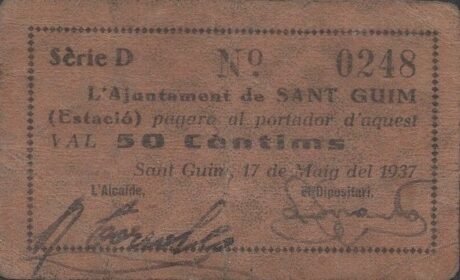 Sèrie D Nº 0248
L'Ajuntament de SANT GUIM
(Estació) pagarà al portador d'aquest
VAL 50 Cèntims
Sant Guim, 17 de Maig del 1937
L'Alcalde, el Dipositari.